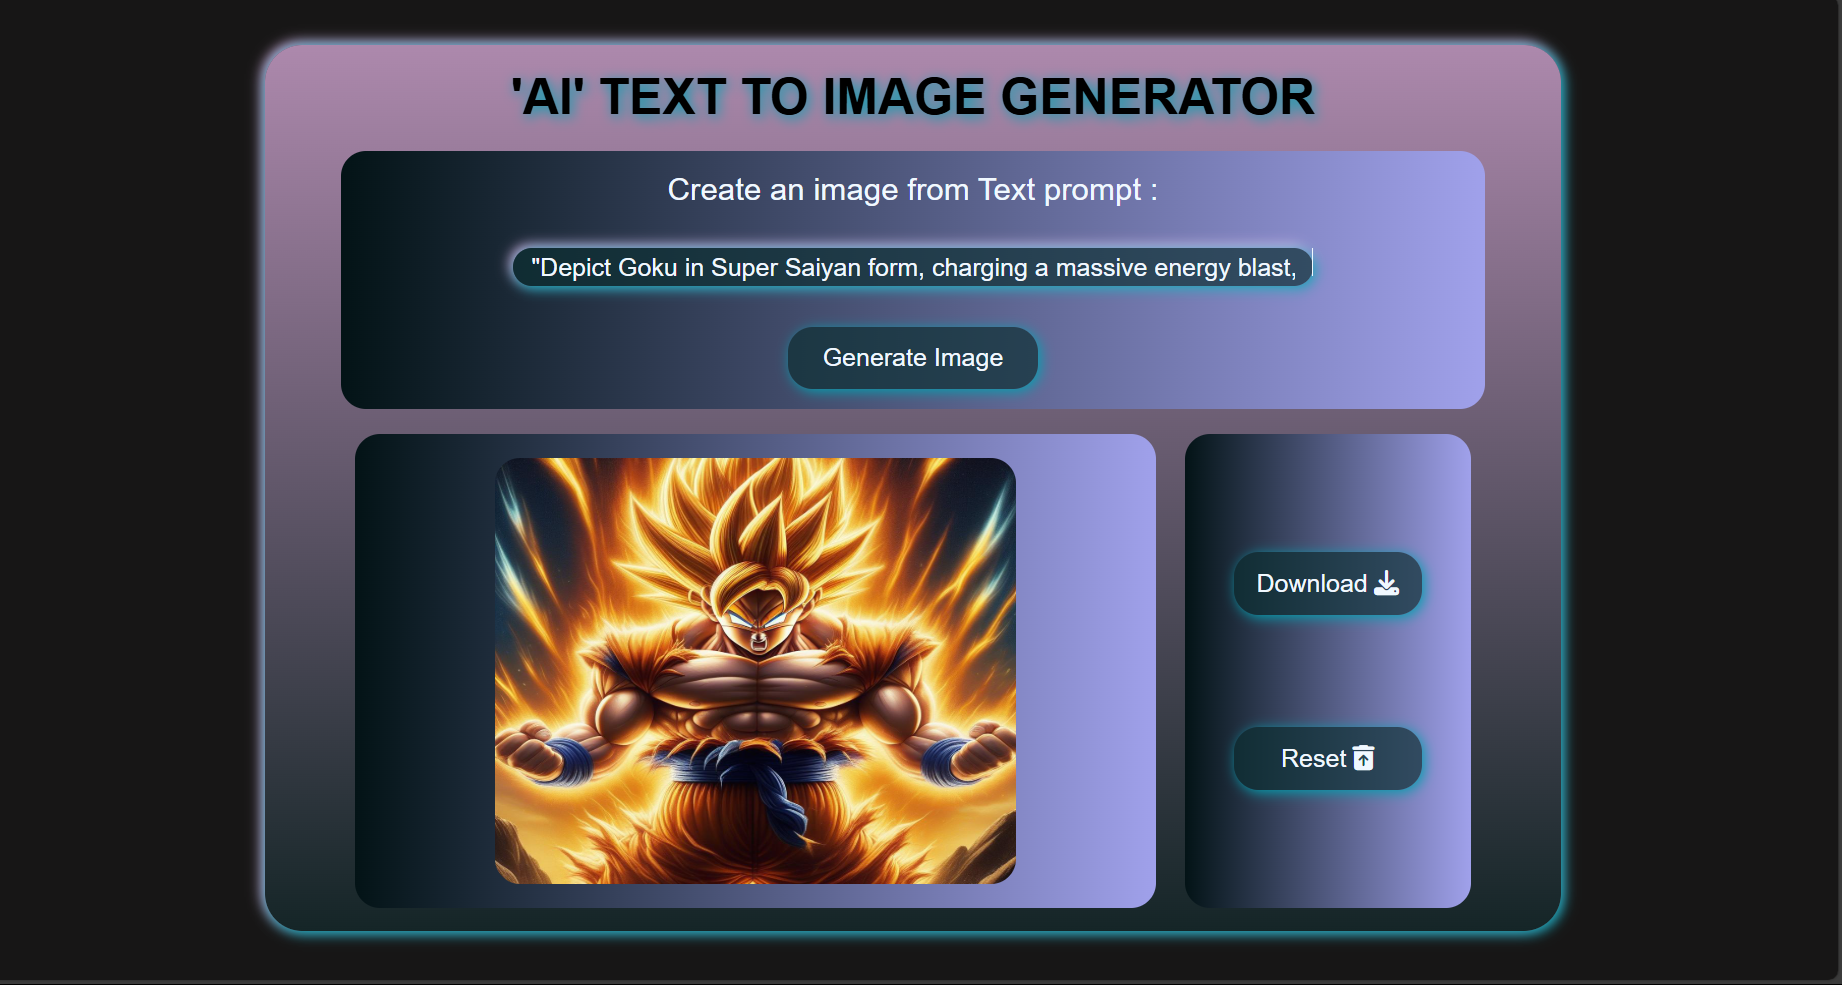 'AI' TEXT TO IMAGE GENERATOR
Create an image from Text prompt :
"Depict Goku in Super Saiyan form, charging a massive energy blast,
Generate Image
Download
Reset